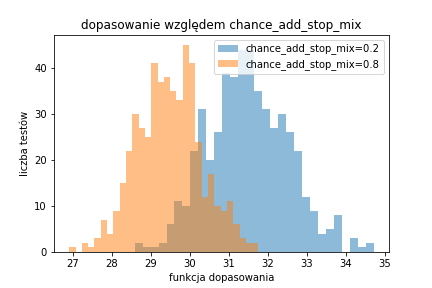 dopasowanie względem chance_add_stop_mix
chance_add_stop_mix=0.2
chance_add_stop_mix=0.8
liczba testów
40
30
20
10
0
27 28 29 30 31 32 33 34 35
funkcja dopasowania